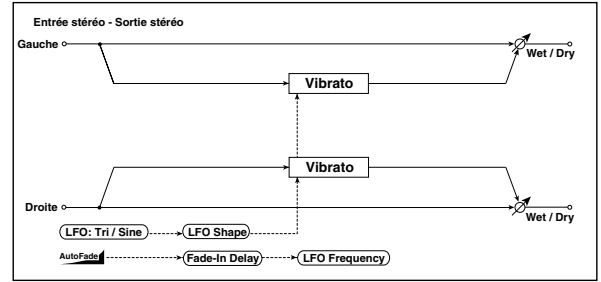 Entrée stéréo - Sortie stéréo
Gauche
Wet / Dry
Vibrato
Vibrato
Droite
Wet / Dry
LFO: Tri / Sine
LFO Shape
AutoFade
Fade-In Delay
LFO Frequency